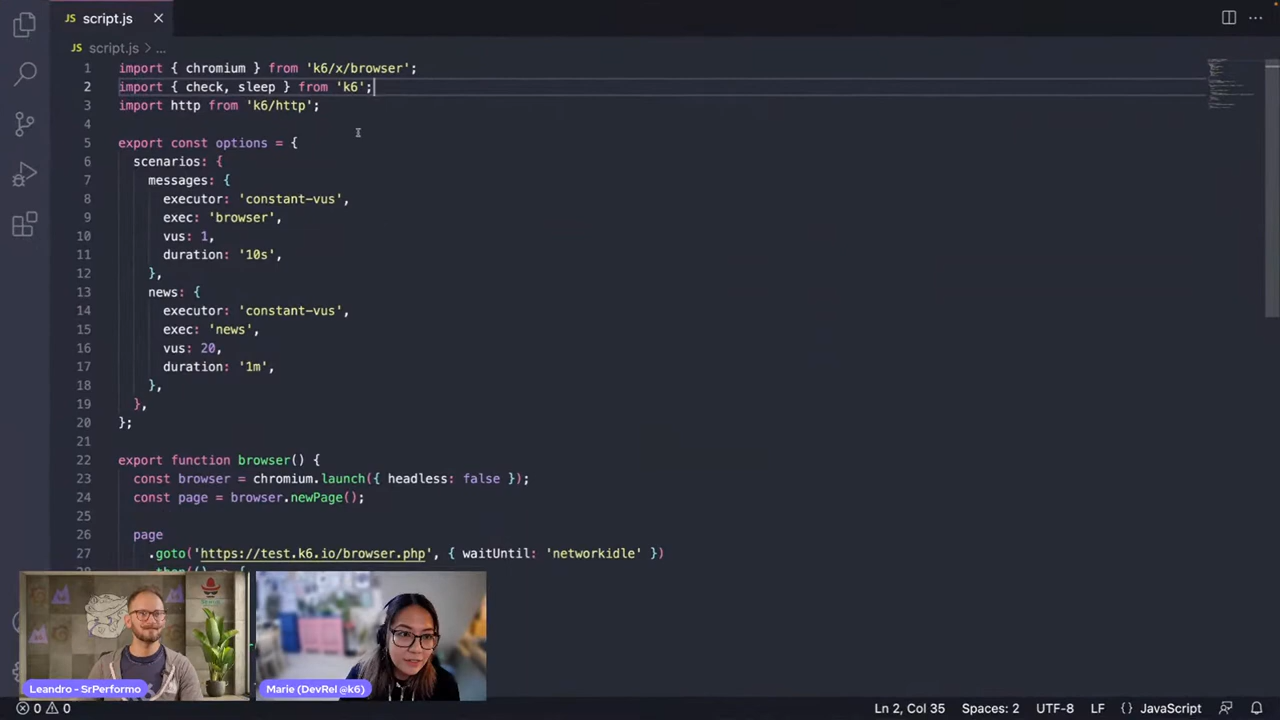 JS script.js
JS script.js > ...
1 import { chromium } from 'k6/x/browser';
2 import { check, sleep } from 'k6';
3 import http from 'k6/http';
4
5 export const options = {
6 scenarios: {
7 messages: {
8 executor: 'constant-vus',
9 exec: 'browser',
10 vus: 1,
11 duration: '10s',
12 },
13 news: {
14 executor: 'constant-vus',
15 exec: 'news',
16 vus: 20,
17 duration: '1m',
18 },
19 },
20 };
21
22 export function browser() {
23 const browser = chromium.launch({ headless: false });
24 const page = browser.newPage();
25
26 page
27 .goto('https://test.k6.io/browser.php', { waitUntil: 'networkidle' })
Leandro - SrPerformo
Marie (DevRel @k6)
0 0 Ln 2, Col 35 Spaces: 2 UTF-8 LF {} JavaScript